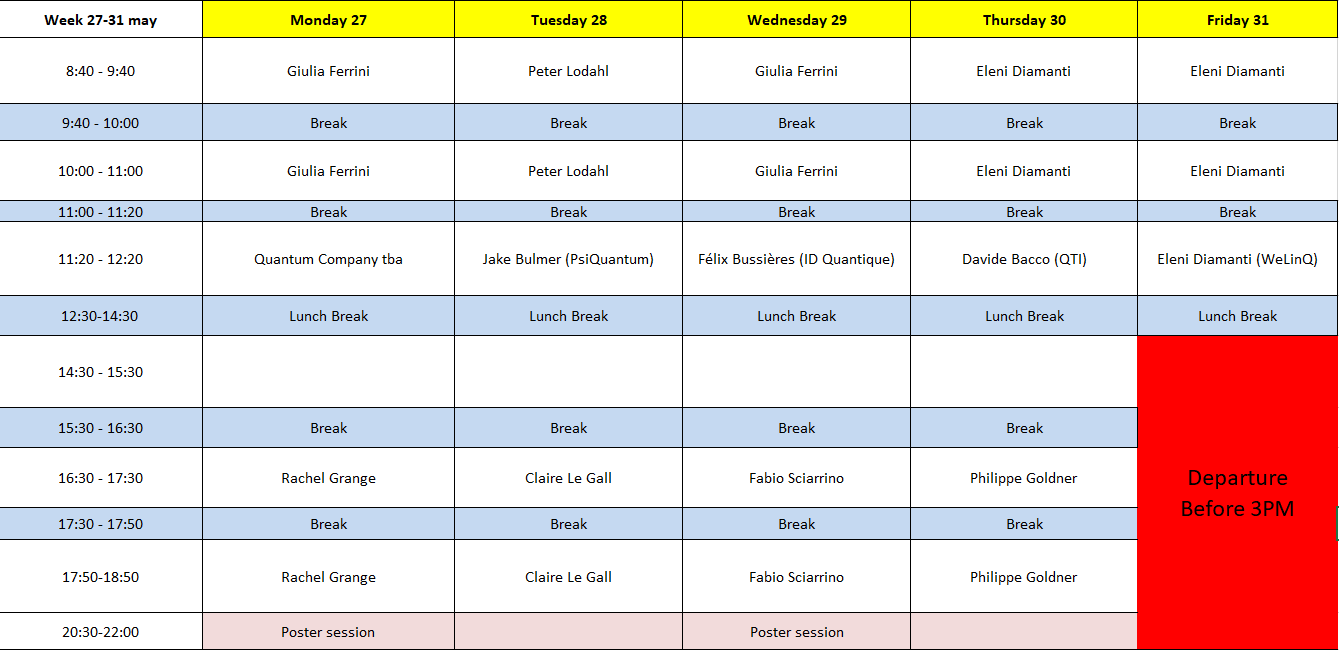 Week 27-31 may Monday 27 Tuesday 28 Wednesday 29 Thursday 30 Friday 31
8:40 - 9:40 Giulia Ferrini Peter Lodahl Giulia Ferrini Eleni Diamanti Eleni Diamanti
9:40 - 10:00 Break Break Break Break Break
10:00 - 11:00 Giulia Ferrini Peter Lodahl Giulia Ferrini Eleni Diamanti Eleni Diamanti
11:00 - 11:20 Break Break Break Break Break
11:20 - 12:20 Quantum Company tba Jake Bulmer (PsiQuantum) Félix Bussières (ID Quantique) Davide Bacco (QTI) Eleni Diamanti (WeLinQ)
12:30-14:30 Lunch Break Lunch Break Lunch Break Lunch Break Lunch Break
14:30 - 15:30
15:30 - 16:30 Break Break Break Break
16:30 - 17:30 Rachel Grange Claire Le Gall Fabio Sciarrino Philippe Goldner
Departure
Before 3PM
17:30 - 17:50 Break Break Break Break
17:50-18:50 Rachel Grange Claire Le Gall Fabio Sciarrino Philippe Goldner
20:30-22:00 Poster session Poster session